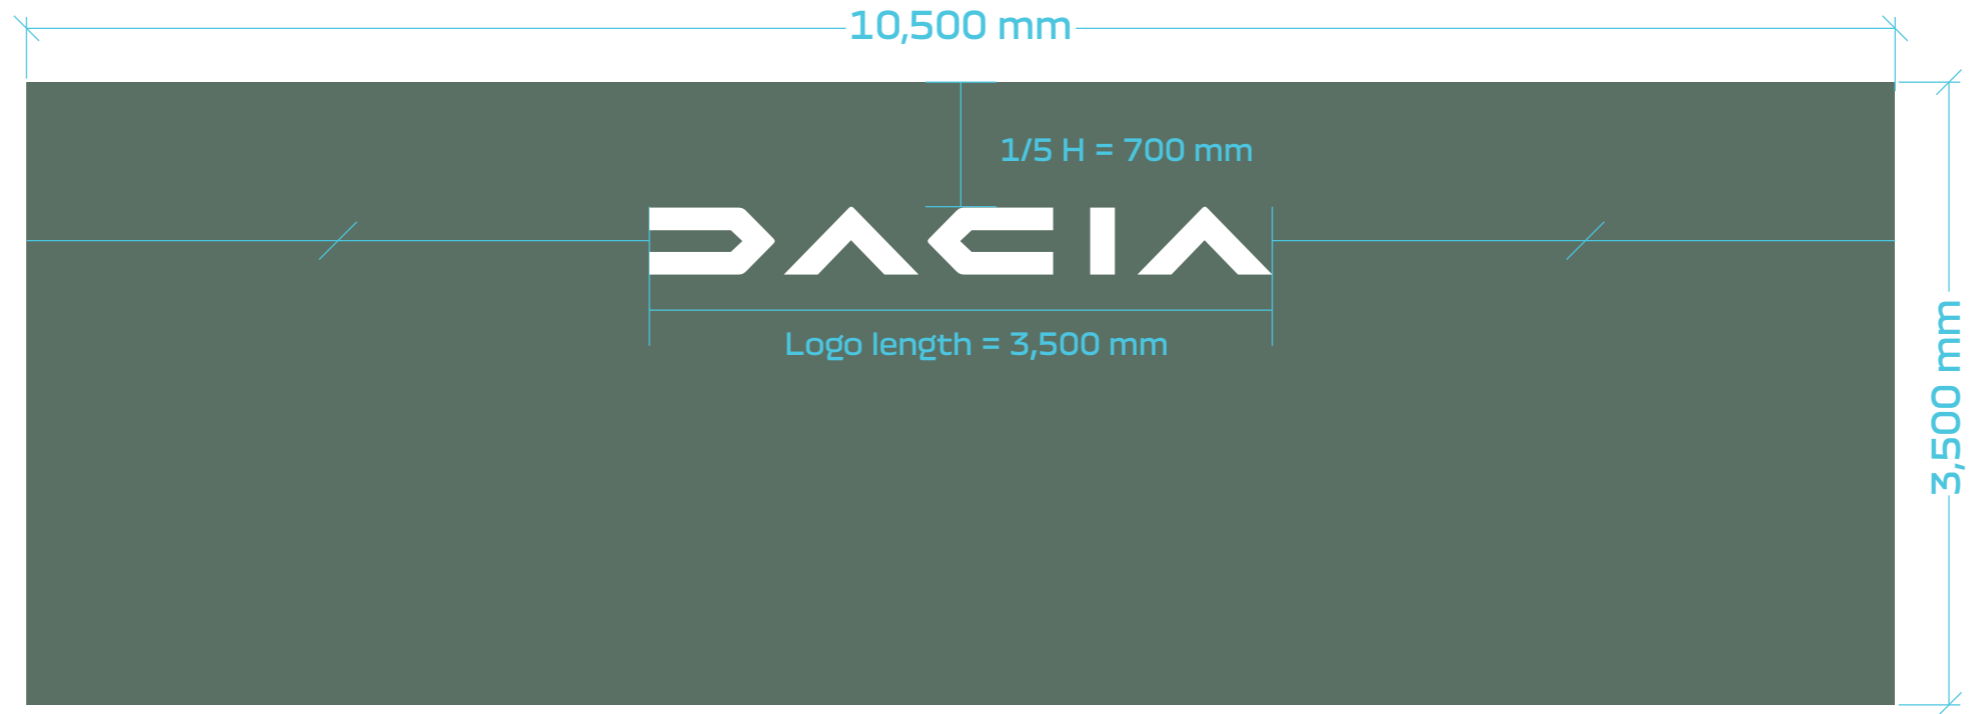 10,500 mm
1/5 H = 700 mm
DACIA
Logo length = 3,500 mm
3,500 mm